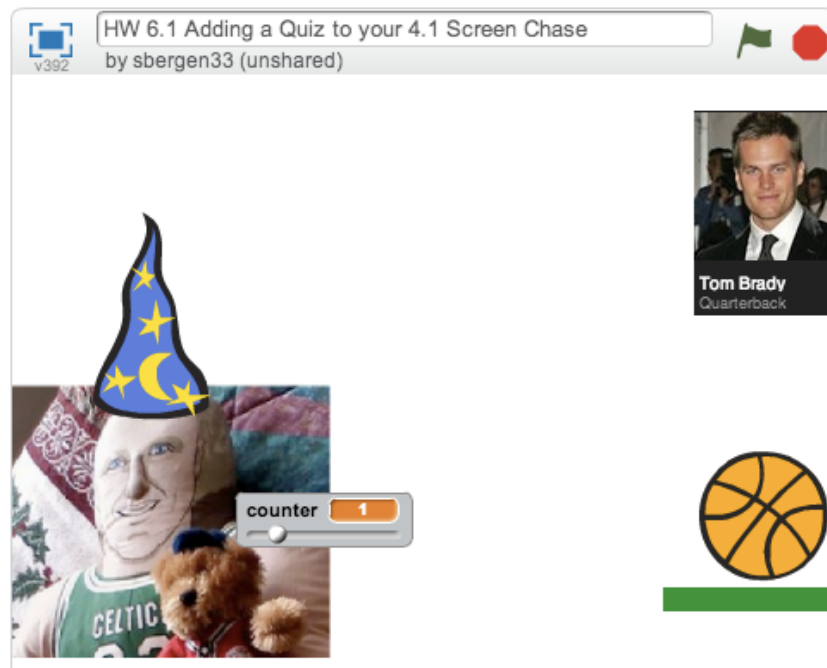 HW 6.1 Adding a Quiz to your 4.1 Screen Chase
v392
by sbergen33 (unshared)
Tom Brady
Quarterback
counter 1
CELTIC